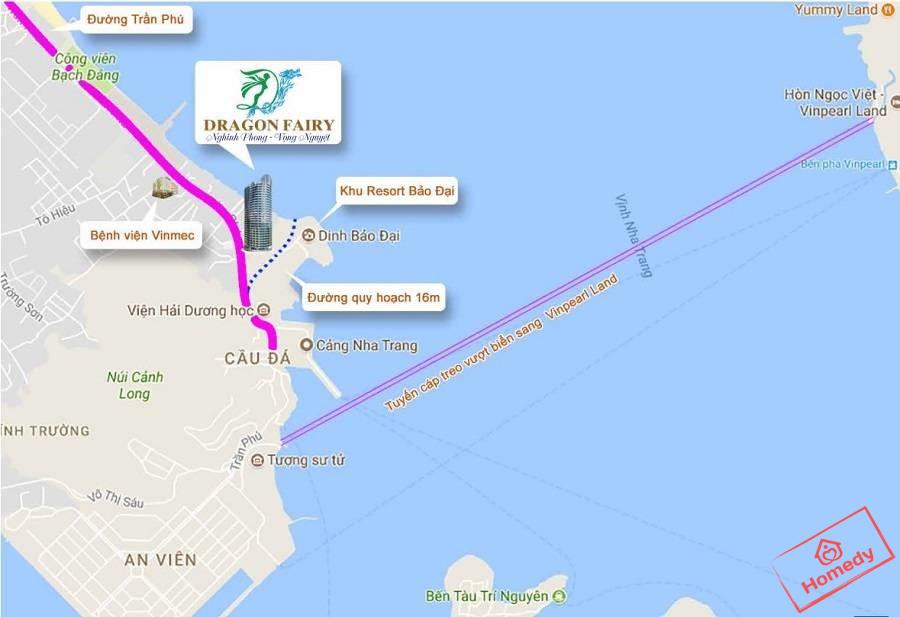 Yummy Land
Đường Trần Phú
Công viên
Bạch Đằng
Hòn Ngọc Việt -
Vinpearl Land
DRAGON FAIRY
Nghinh Phong - Vọng Nguyệt
Bến phà Vinpearl
Khu Resort Bảo Đại
Tô Hiệu
Bệnh viện Vinmec
Dinh Bảo Đại
Vịnh Nha Trang
Trường Sơn
Đường quy hoạch 16m
Viện Hải Dương học
Cảng Nha Trang
CẦU ĐÁ
Tuyến cáp treo vượt biển sang Vinpearl Land
Núi Cảnh
Long
ĨNH TRƯỜNG
Trần Phú
Tượng sư tử
Võ Thị Sáu
AN VIÊN
Homedy
Bến Tàu Trí Nguyên